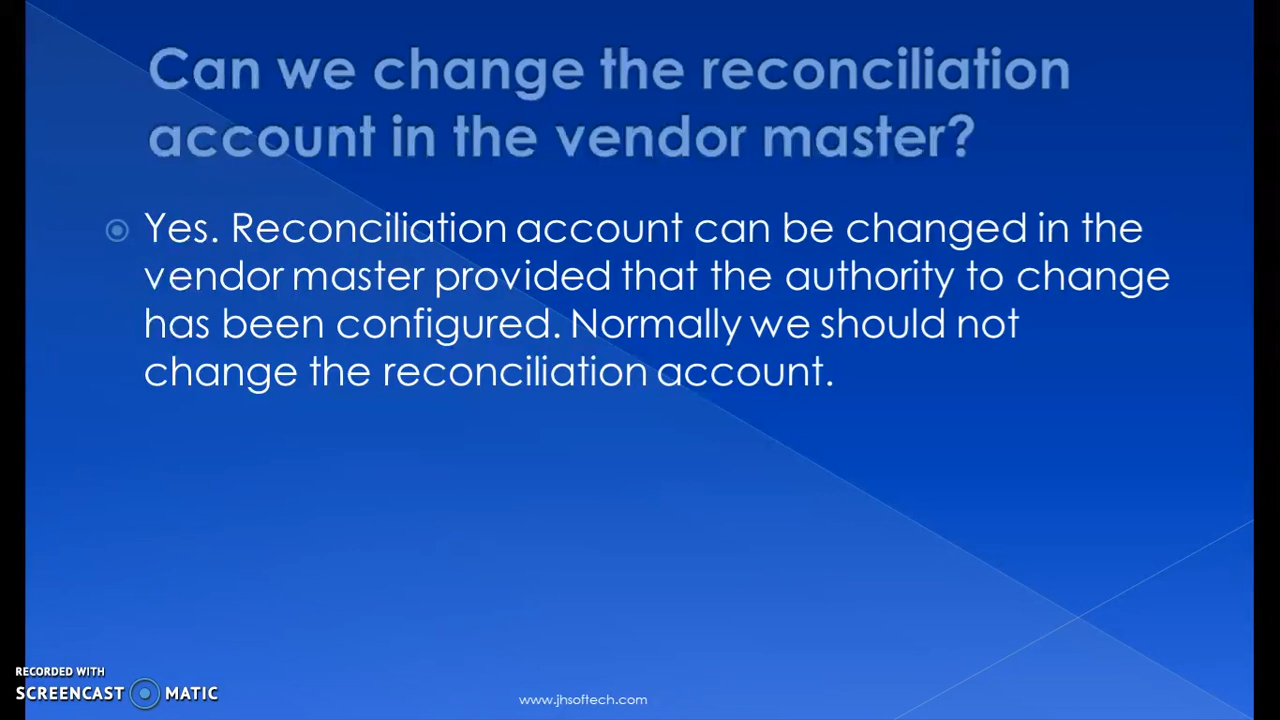 Can we change the reconciliation
account in the vendor master?
Yes. Reconciliation account can be changed in the
vendor master provided that the authority to change
has been configured. Normally we should not
change the reconciliation account.
RECORDED WITH
SCREENCAST MATIC
www.jhsoftech.com